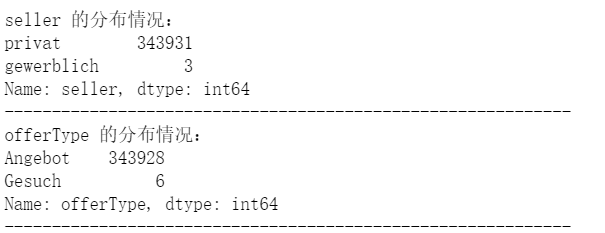 seller 的分布情况：
privat        343931
gewerblich         3
Name: seller, dtype: int64
------------------------------------------------------------
offerType 的分布情况：
Angebot    343928
Gesuch          6
Name: offerType, dtype: int64
------------------------------------------------------------